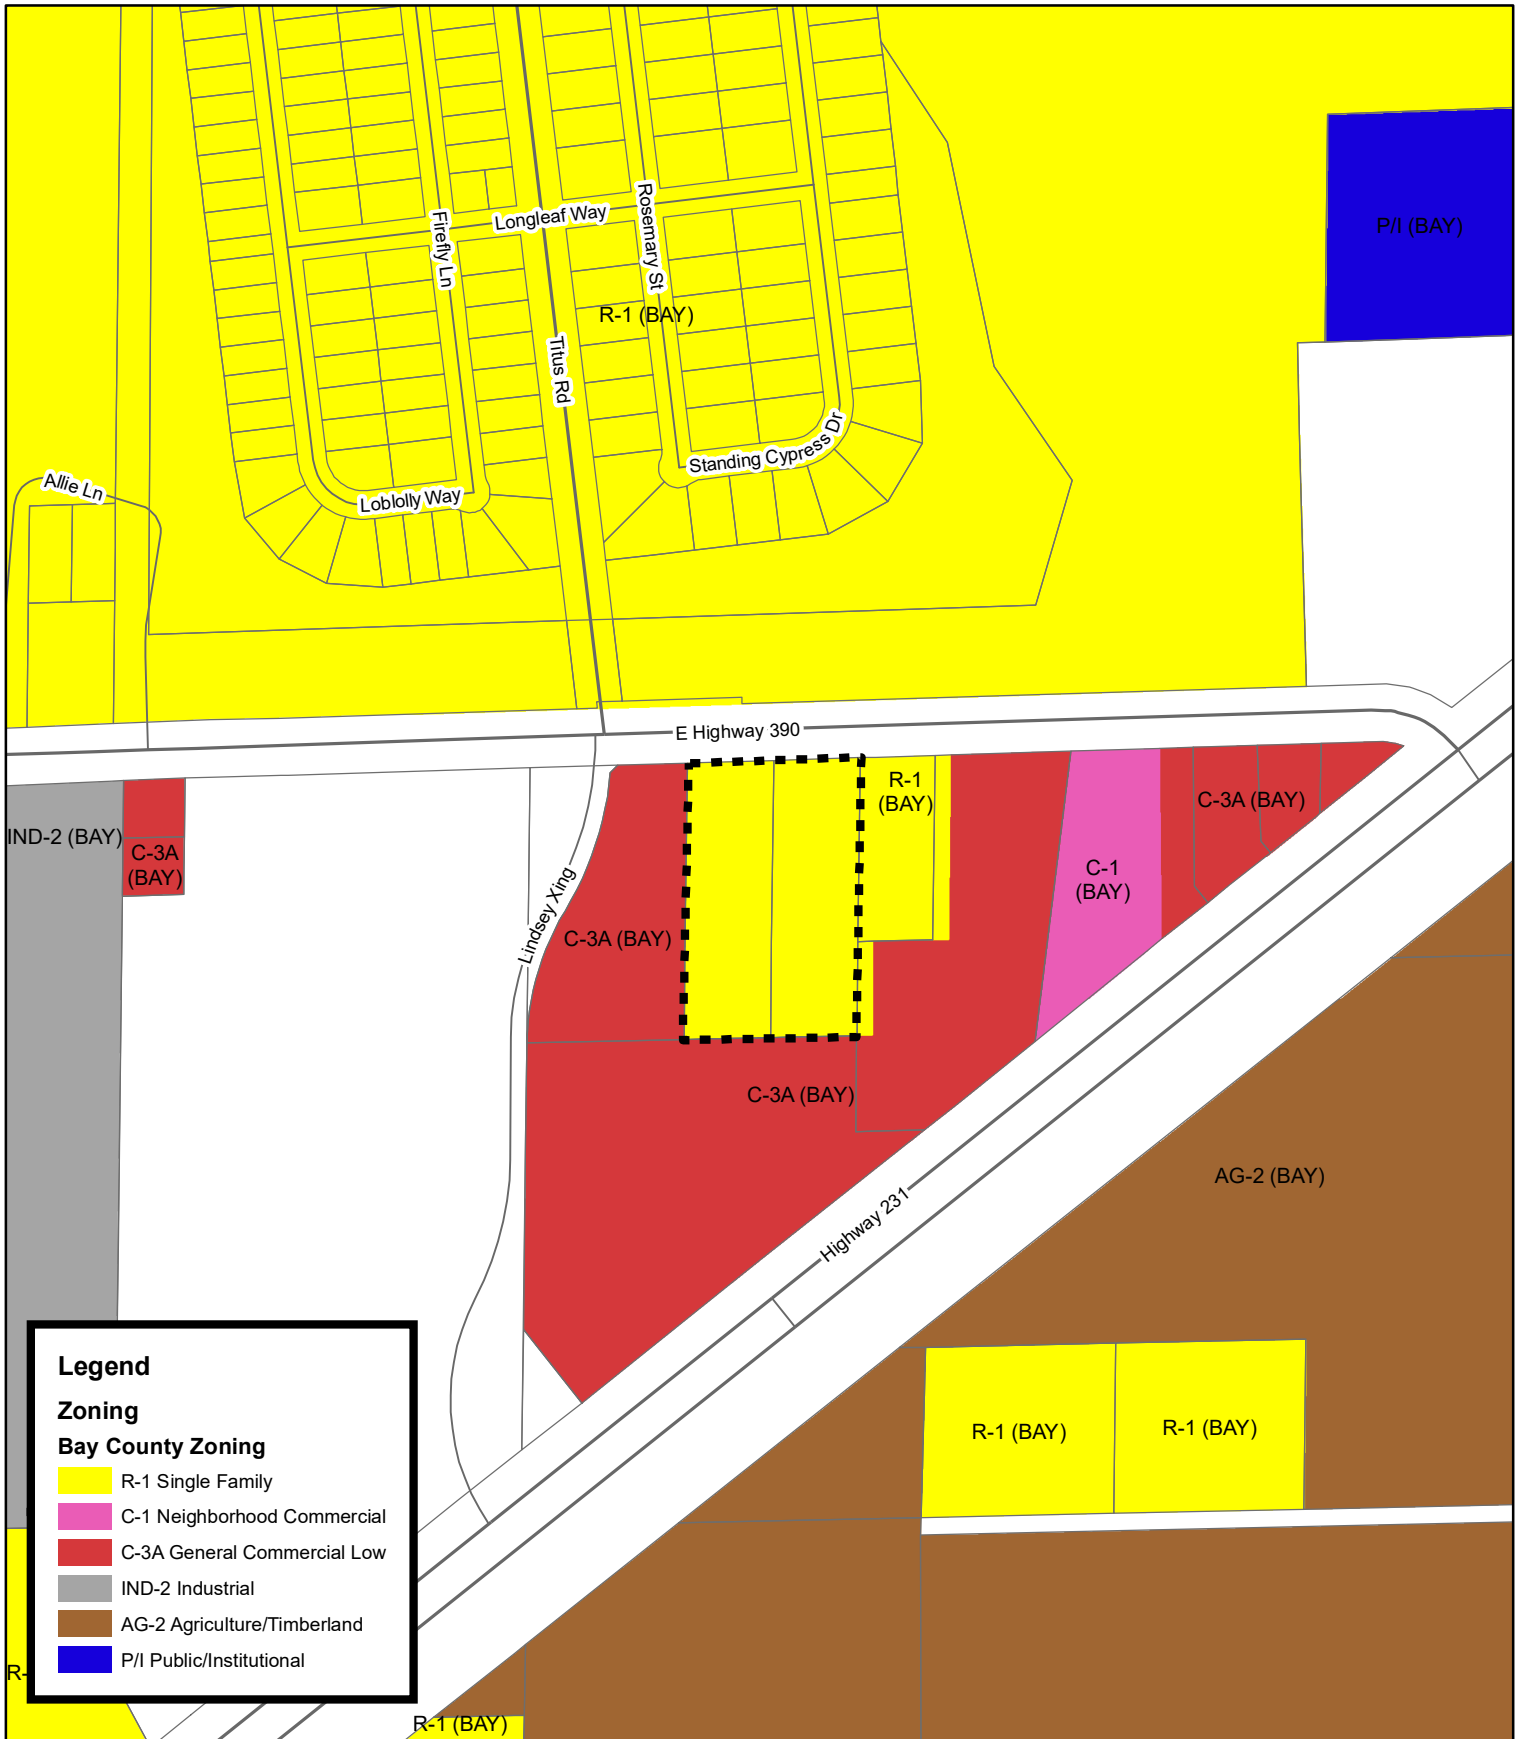 P/I (BAY)
Rosemary St
Longleaf Way
Firefly Ln
R-1 (BAY)
Titus Rd
Standing Cypress Dr
Allie Ln
Loblolly Way
E Highway 390
R-1
(BAY)
C-3A (BAY)
IND-2 (BAY)
C-3A
(BAY)
C-1
(BAY)
Lindsey Xing
C-3A (BAY)
C-3A (BAY)
AG-2 (BAY)
Highway 231
R-1 (BAY)
R-1 (BAY)
Legend
Zoning
Bay County Zoning
R-1 Single Family
C-1 Neighborhood Commercial
C-3A General Commercial Low
IND-2 Industrial
AG-2 Agriculture/Timberland
P/I Public/Institutional
R-
R-1 (BAY)